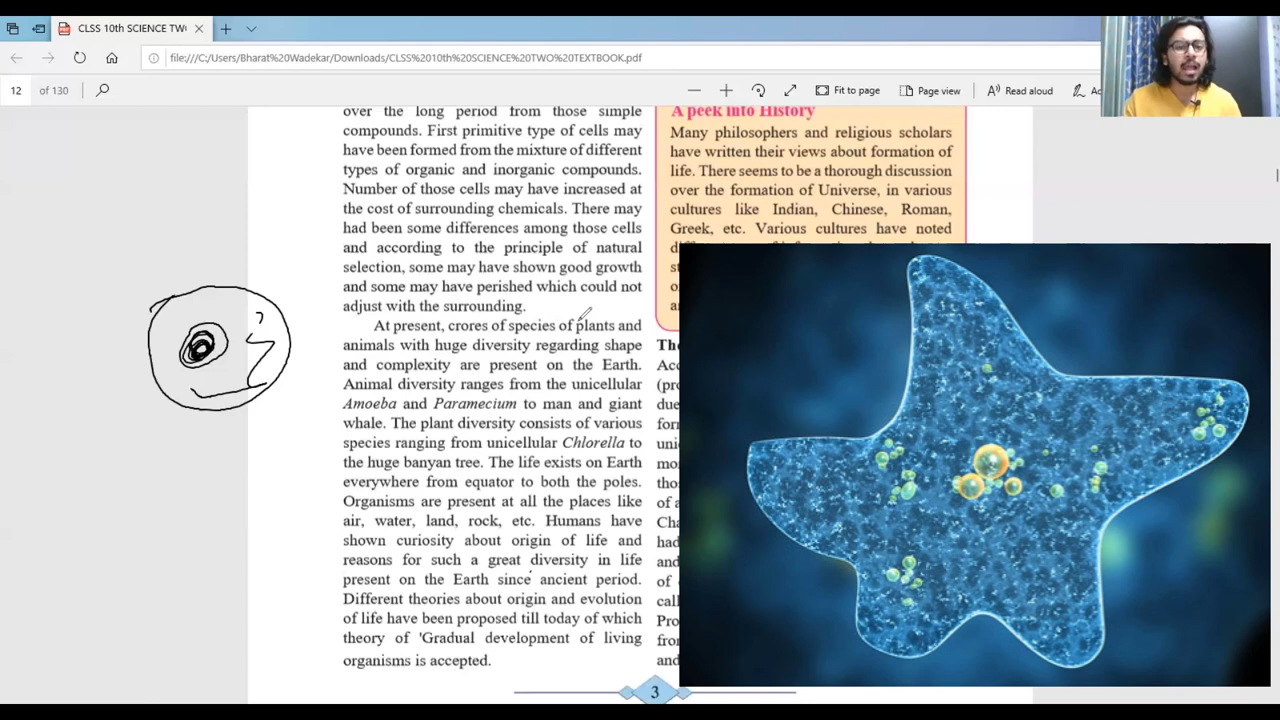 CLSS 10th SCIENCE TW
file:///C:/Users/Bharat%20Wadekar/Downloads/CLSS%2010th%20SCIENCE%20TWO%20TEXTBOOK.pdf
12 of 130
Fit to page
Page view
Read aloud
over the long period from those simple
compounds. First primitive type of cells may
have been formed from the mixture of different
types of organic and inorganic compounds.
Number of those cells may have increased at
the cost of surrounding chemicals. There may
had been some differences among those cells
and according to the principle of natural
selection, some may have shown good growth
and some may have perished which could not
adjust with the surrounding.
At present, crores of species of plants and
animals with huge diversity regarding shape
and complexity are present on the Earth.
Animal diversity ranges from the unicellular
Amoeba and Paramecium to man and giant
whale. The plant diversity consists of various
species ranging from unicellular Chlorella to
the huge banyan tree. The life exists on Earth
everywhere from equator to both the poles.
Organisms are present at all the places like
air, water, land, rock, etc. Humans have
shown curiosity about origin of life and
reasons for such a great diversity in life
present on the Earth since ancient period.
Different theories about origin and evolution
of life have been proposed till today of which
theory of 'Gradual development of living
organisms is accepted.
A peek into History
Many philosophers and religious scholars
have written their views about formation of
life. There seems to be a thorough discussion
over the formation of Universe, in various
cultures like Indian, Chinese, Roman,
Greek, etc. Various cultures have noted
The
due
of a
had
and
of
from
and
3